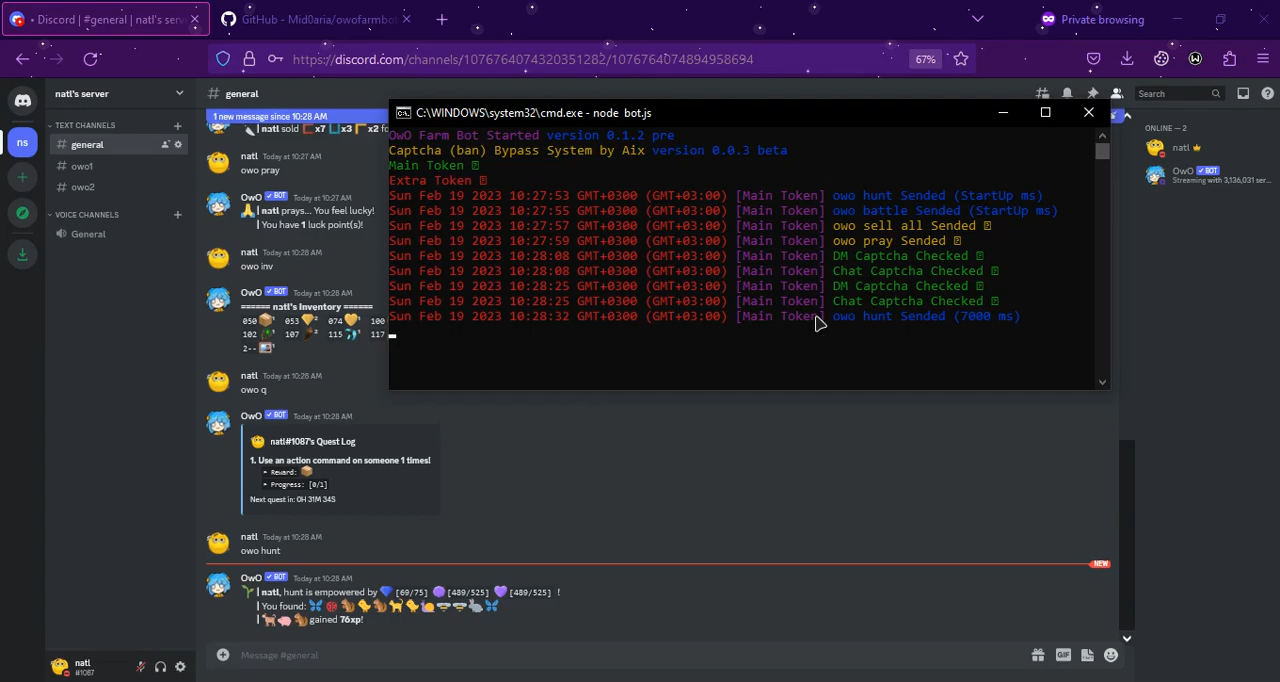 • Discord | #general | natl's serv
GitHub - Mid0aria/owofarmbot
Private browsing
https://discord.com/channels/1076764074320351282/1076764074894958694
67%
natl's server
# general
Search
ns
TEXT CHANNELS
general
owo1
owo2
VOICE CHANNELS
General
1 new message since 10:28 AM
natl sold x7 x3 x2 fo
natl Today at 10:27 AM
owo pray
OwO BOT Today at 10:27 AM
| natl prays... You feel lucky!
| You have 1 luck point(s)!
natl Today at 10:28 AM
owo inv
OwO BOT Today at 10:28 AM
====== natl's Inventory ======
050 053 074 100
102 107 115 117
2--
natl Today at 10:28 AM
owo q
OwO BOT Today at 10:28 AM
natl#1087's Quest Log
1. Use an action command on someone 1 times!
‣ Reward:
‣ Progress: [0/1]
Next quest in: 0H 31M 34S
natl Today at 10:28 AM
owo hunt
NEW
OwO BOT Today at 10:28 AM
| natl, hunt is empowered by [69/75] [489/525] [489/525] !
| You found:
| gained 76xp!
Message #general
GIF
natl
#1087
ONLINE — 2
natl
OwO BOT
Streaming with 3,136,031 ser...
C:\WINDOWS\system32\cmd.exe - node bot.js
OwO Farm Bot Started version 0.1.2 pre
Captcha (ban) Bypass System by Aix version 0.0.3 beta
Main Token
Extra Token
Sun Feb 19 2023 10:27:53 GMT+0300 (GMT+03:00) [Main Token] owo hunt Sended (StartUp ms)
Sun Feb 19 2023 10:27:55 GMT+0300 (GMT+03:00) [Main Token] owo battle Sended (StartUp ms)
Sun Feb 19 2023 10:27:57 GMT+0300 (GMT+03:00) [Main Token] owo sell all Sended
Sun Feb 19 2023 10:27:59 GMT+0300 (GMT+03:00) [Main Token] owo pray Sended
Sun Feb 19 2023 10:28:08 GMT+0300 (GMT+03:00) [Main Token] DM Captcha Checked
Sun Feb 19 2023 10:28:08 GMT+0300 (GMT+03:00) [Main Token] Chat Captcha Checked
Sun Feb 19 2023 10:28:25 GMT+0300 (GMT+03:00) [Main Token] DM Captcha Checked
Sun Feb 19 2023 10:28:25 GMT+0300 (GMT+03:00) [Main Token] Chat Captcha Checked
Sun Feb 19 2023 10:28:32 GMT+0300 (GMT+03:00) [Main Token] owo hunt Sended (7000 ms)